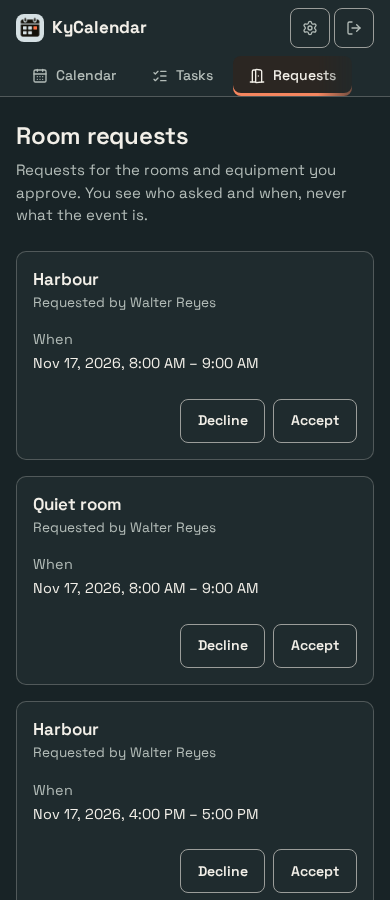 KyCalendar
Calendar
Tasks
Requests
Room requests
Requests for the rooms and equipment you
approve. You see who asked and when, never
what the event is.
Harbour
Requested by Walter Reyes
When
Nov 17, 2026, 8:00 AM – 9:00 AM
Decline
Accept
Quiet room
Requested by Walter Reyes
When
Nov 17, 2026, 8:00 AM – 9:00 AM
Decline
Accept
Harbour
Requested by Walter Reyes
When
Nov 17, 2026, 4:00 PM – 5:00 PM
Decline
Accept